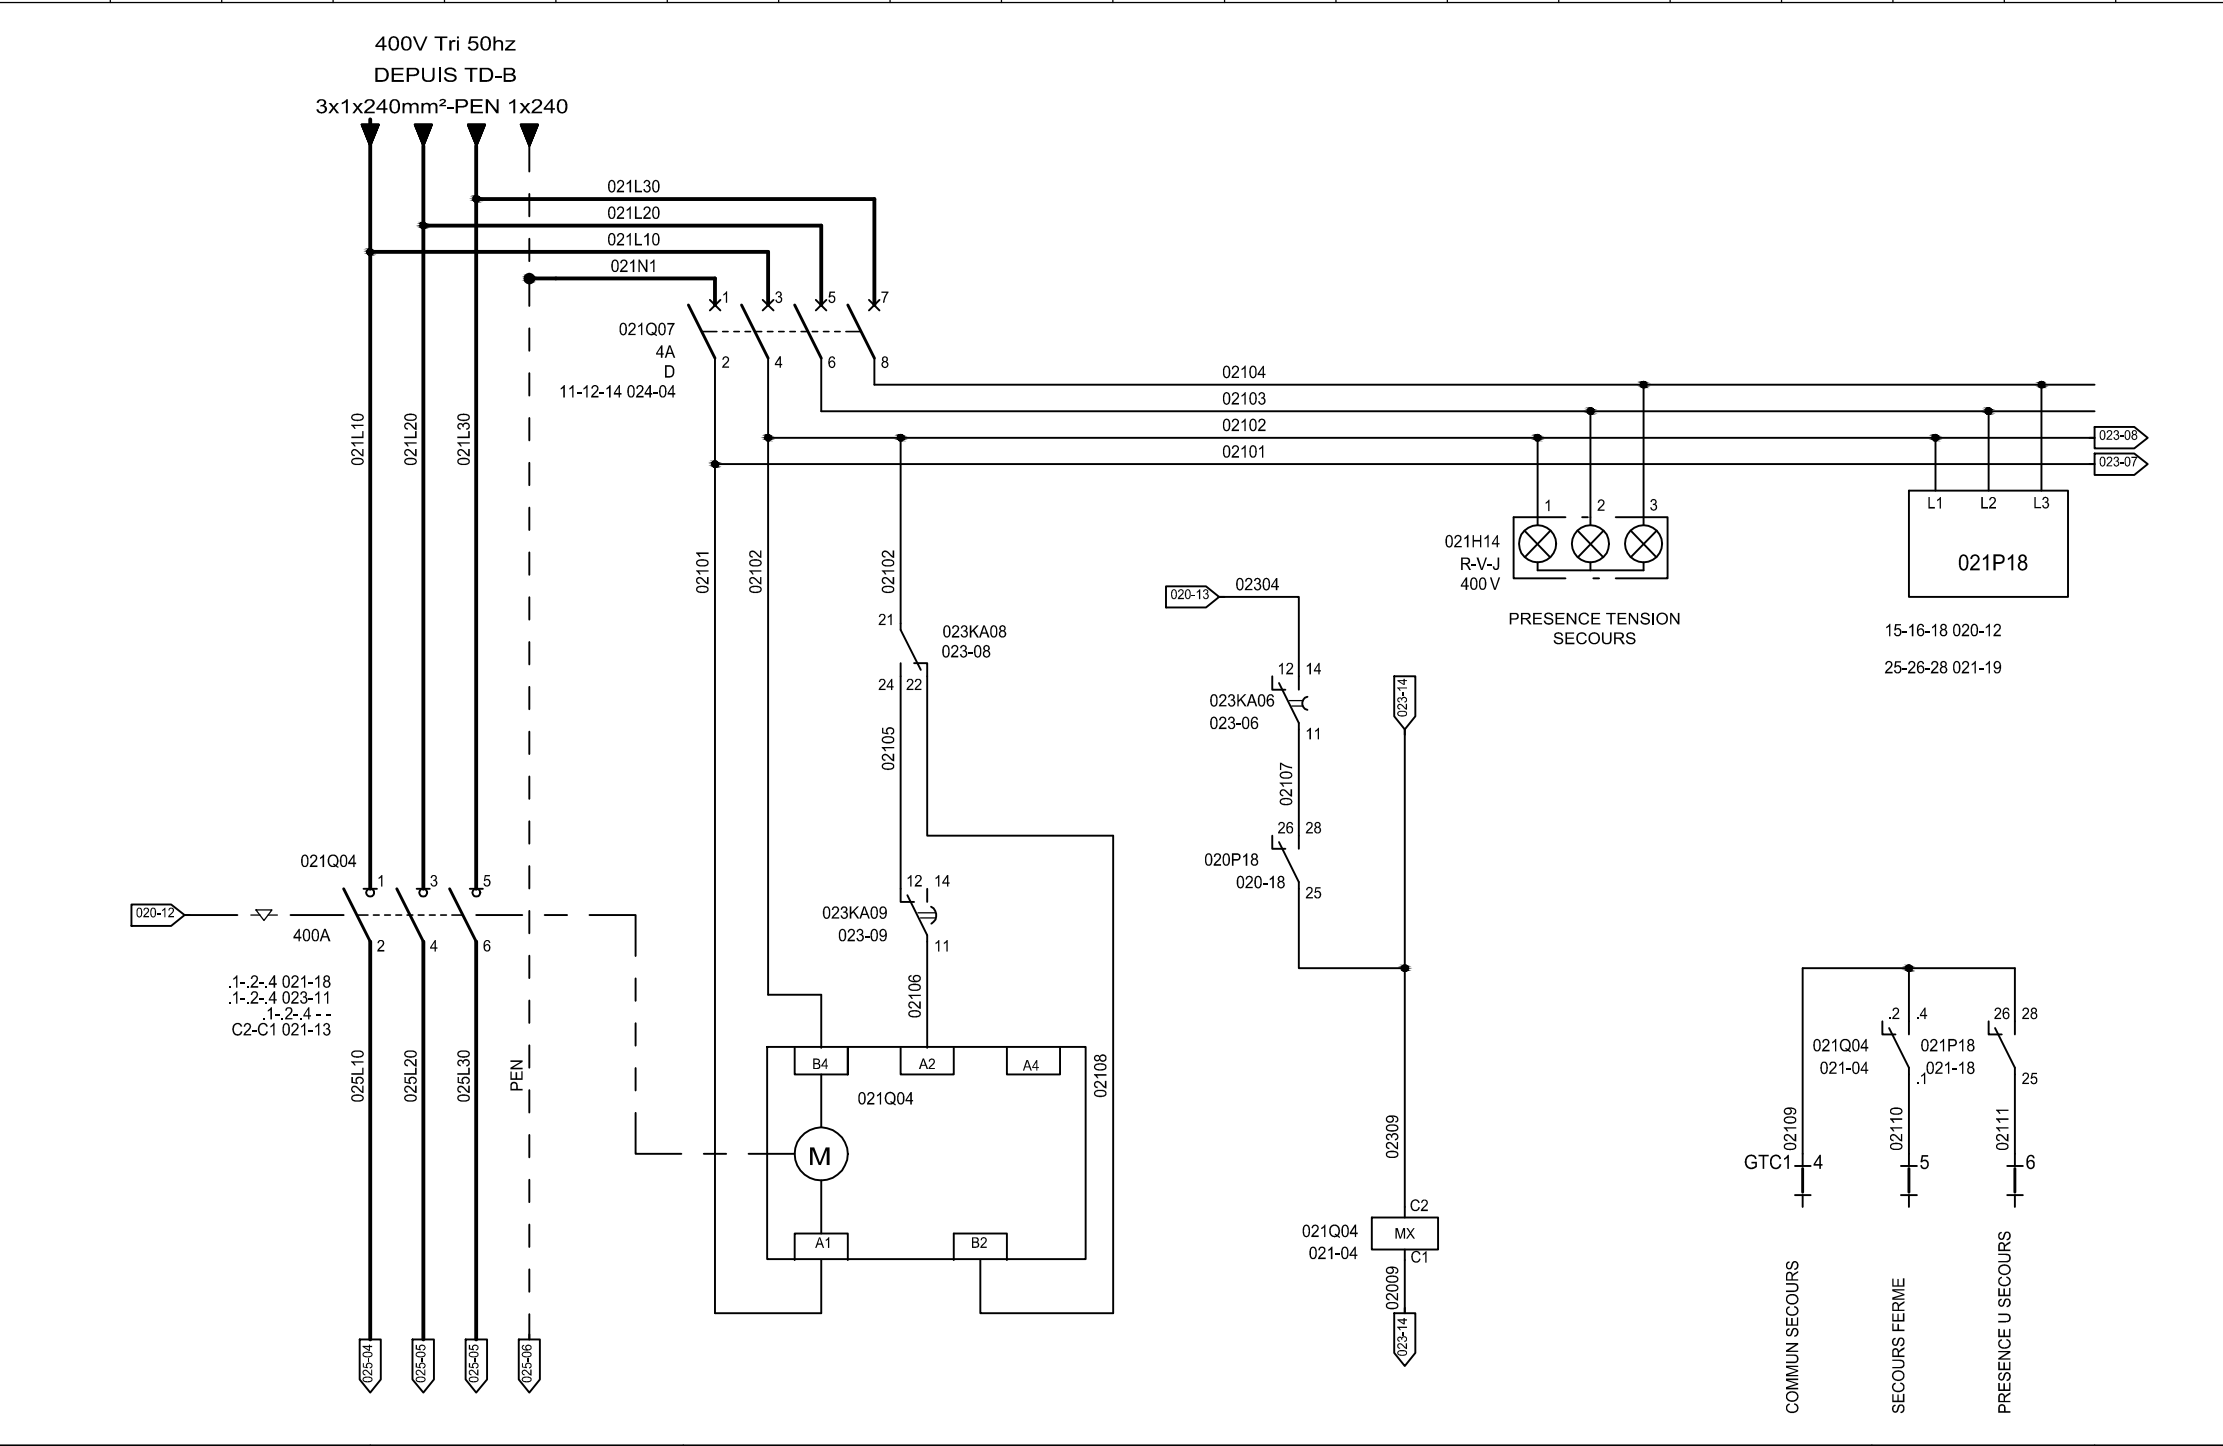 400V Tri 50hz
DEPUIS TD-B
3x1x240mm²-PEN 1x240
021L30
021L20
021L10
021N1
1 3 5 7
021Q07
4A
D
11-12-14 024-04
2 4 6 8
02104
02103
02102
02101
023-08
023-07
021L10
021L20
021L30
02101
02102
02102
21
023KA08
023-08
24 22
02105
12 14
023KA09
023-09
11
02106
02108
B4
A2
A4
021Q04
M
A1
B2
021Q04
1 3 5
020-12
400A
2 4 6
.1-.2-.4 021-18
.1-.2-.4 023-11
.1-.2-.4 - -
C2-C1 021-13
025L10
025L20
025L30
PEN
025-04
025-05
025-05
025-06
020-13
02304
12 14
023KA06
023-06
11
02107
26 28
020P18
020-18
25
023-14
02309
C2
021Q04
021-04
MX
C1
02009
023-14
1 2 3
021H14
R-V-J
400 V
PRESENCE TENSION
SECOURS
L1 L2 L3
021P18
15-16-18 020-12
25-26-28 021-19
.2 .4
021Q04
021-04
.1
26 28
021P18
021-18
25
02109
02110
02111
GTC1 4
5
6
COMMUN SECOURS
SECOURS FERME
PRESENCE U SECOURS